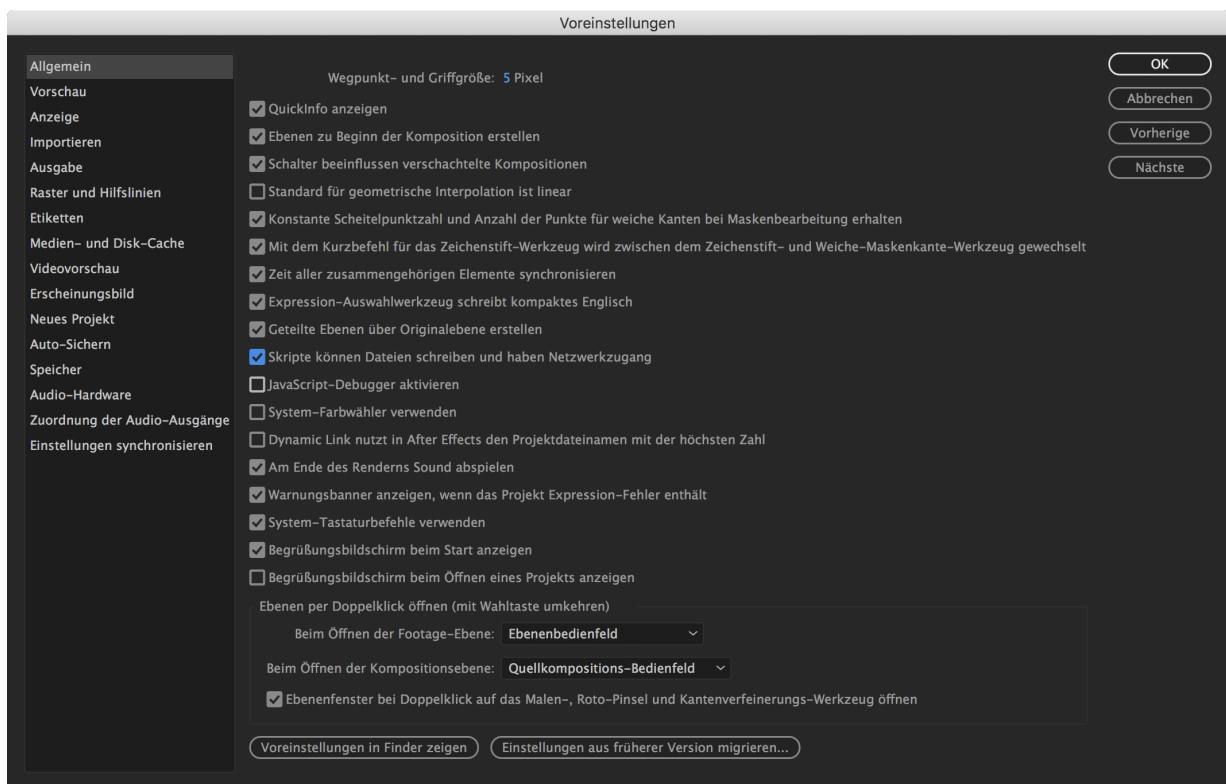 Voreinstellungen
Allgemein
Vorschau
Anzeige
Importieren
Ausgabe
Raster und Hilfslinien
Etiketten
Medien- und Disk-Cache
Videovorschau
Erscheinungsbild
Neues Projekt
Auto-Sichern
Speicher
Audio-Hardware
Zuordnung der Audio-Ausgänge
Einstellungen synchronisieren
Wegpunkt- und Griffgröße: 5 Pixel
QuickInfo anzeigen
Ebenen zu Beginn der Komposition erstellen
Schalter beeinflussen verschachtelte Kompositionen
Standard für geometrische Interpolation ist linear
Konstante Scheitelpunktzahl und Anzahl der Punkte für weiche Kanten bei Maskenbearbeitung erhalten
Mit dem Kurzbefehl für das Zeichenstift-Werkzeug wird zwischen dem Zeichenstift- und Weiche-Maskenkante-Werkzeug gewechselt
Zeit aller zusammengehörigen Elemente synchronisieren
Expression-Auswahlwerkzeug schreibt kompaktes Englisch
Geteilte Ebenen über Originalebene erstellen
Skripte können Dateien schreiben und haben Netzwerkzugang
JavaScript-Debugger aktivieren
System-Farbwähler verwenden
Dynamic Link nutzt in After Effects den Projektdateinamen mit der höchsten Zahl
Am Ende des Renderns Sound abspielen
Warnungsbanner anzeigen, wenn das Projekt Expression-Fehler enthält
System-Tastaturbefehle verwenden
Begrüßungsbildschirm beim Start anzeigen
Begrüßungsbildschirm beim Öffnen eines Projekts anzeigen
Ebenen per Doppelklick öffnen (mit Wahltaste umkehren)
Beim Öffnen der Footage-Ebene: Ebenenbedienfeld
Beim Öffnen der Kompositionsebene: Quellkompositions-Bedienfeld
Ebenenfenster bei Doppelklick auf das Malen-, Roto-Pinsel und Kantenverfeinerungs-Werkzeug öffnen
Voreinstellungen in Finder zeigen
Einstellungen aus früherer Version migrieren...
OK
Abbrechen
Vorherige
Nächste